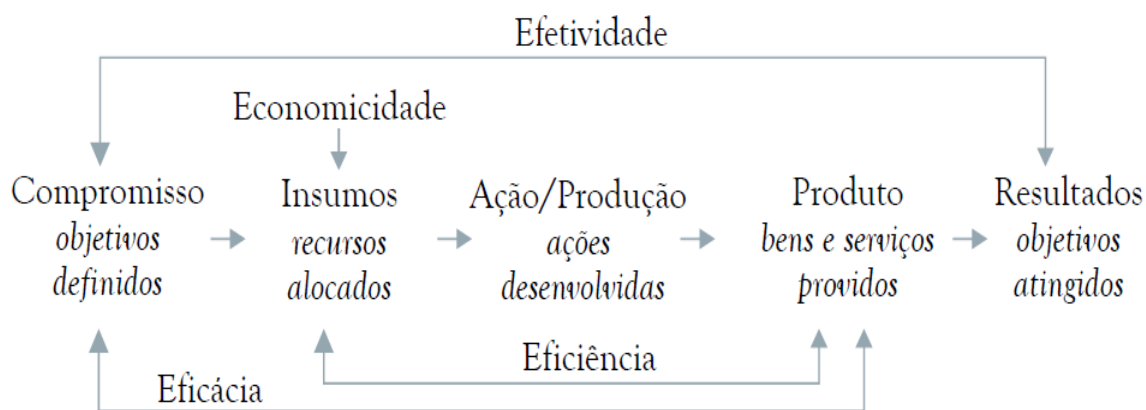 Efetividade
Economicidade
Compromisso
objetivos
definidos
Insumos
recursos
alocados
Ação/Produção
ações
desenvolvidas
Produto
bens e serviços
providos
Resultados
objetivos
atingidos
Eficiência
Eficácia